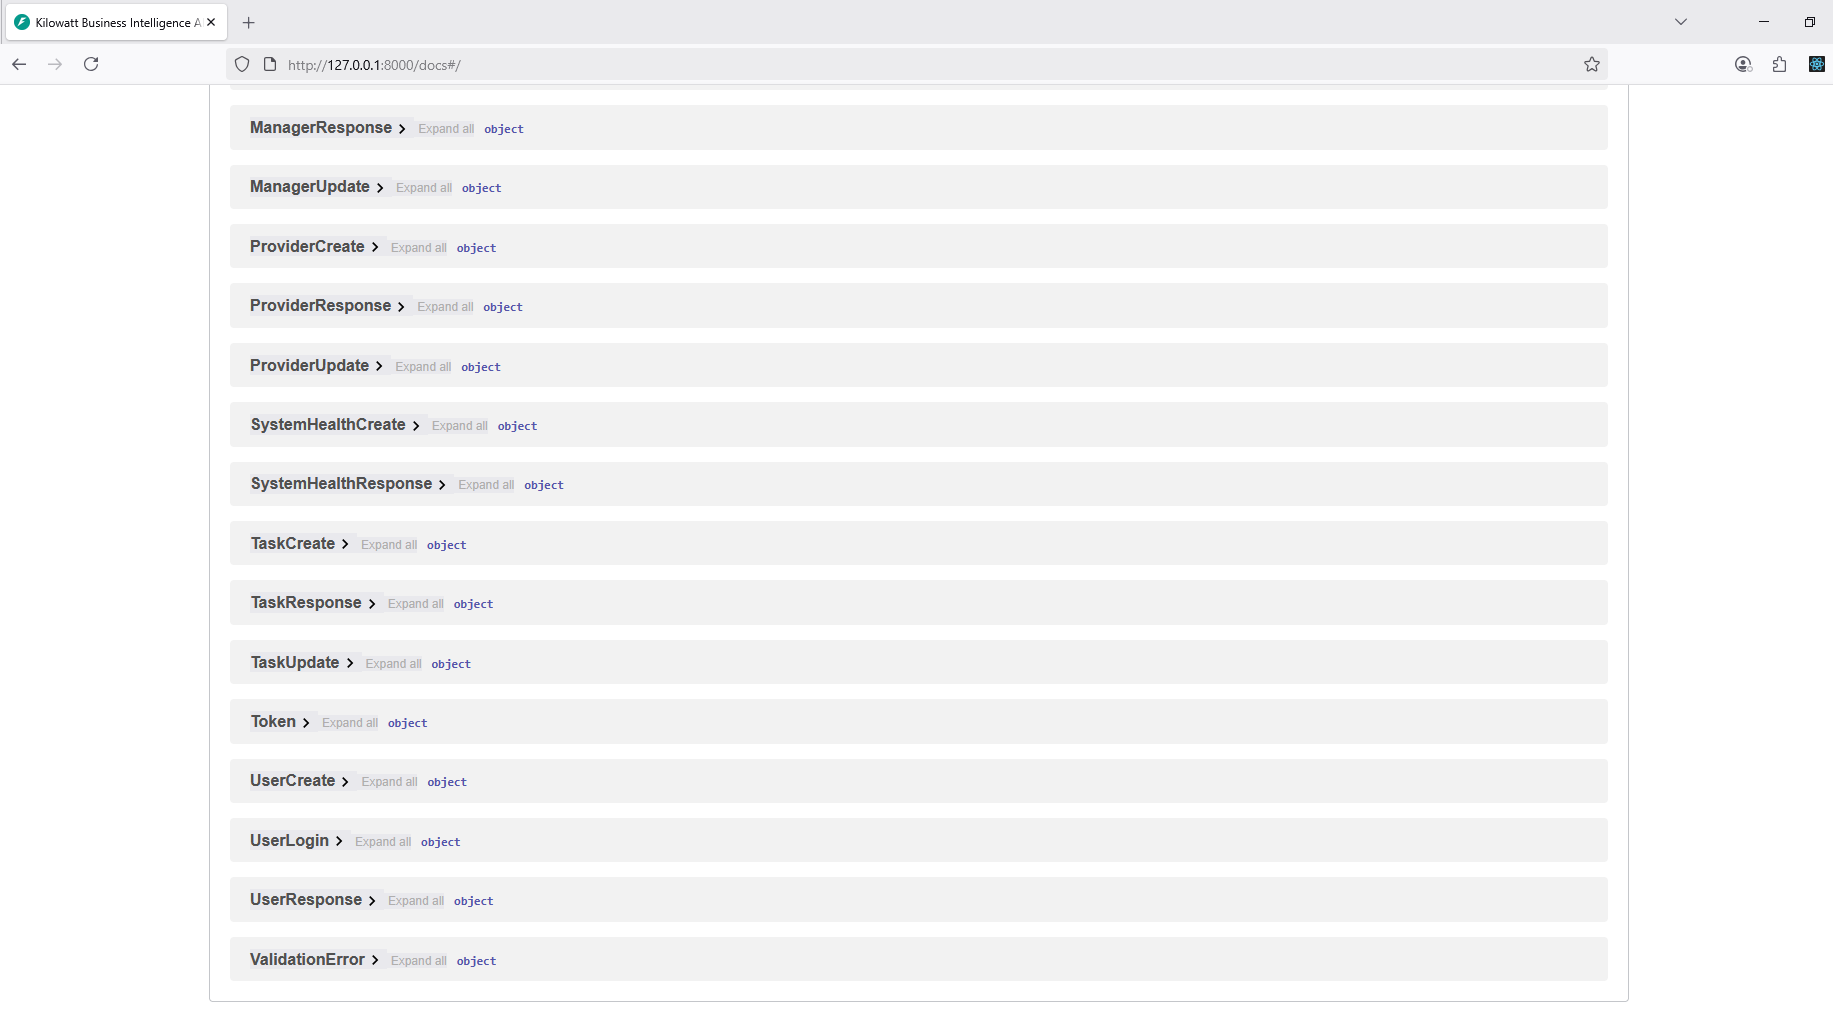 Kilowatt Business Intelligence A
http://127.0.0.1:8000/docs#/
ManagerResponse Expand all object
ManagerUpdate Expand all object
ProviderCreate Expand all object
ProviderResponse Expand all object
ProviderUpdate Expand all object
SystemHealthCreate Expand all object
SystemHealthResponse Expand all object
TaskCreate Expand all object
TaskResponse Expand all object
TaskUpdate Expand all object
Token Expand all object
UserCreate Expand all object
UserLogin Expand all object
UserResponse Expand all object
ValidationError Expand all object